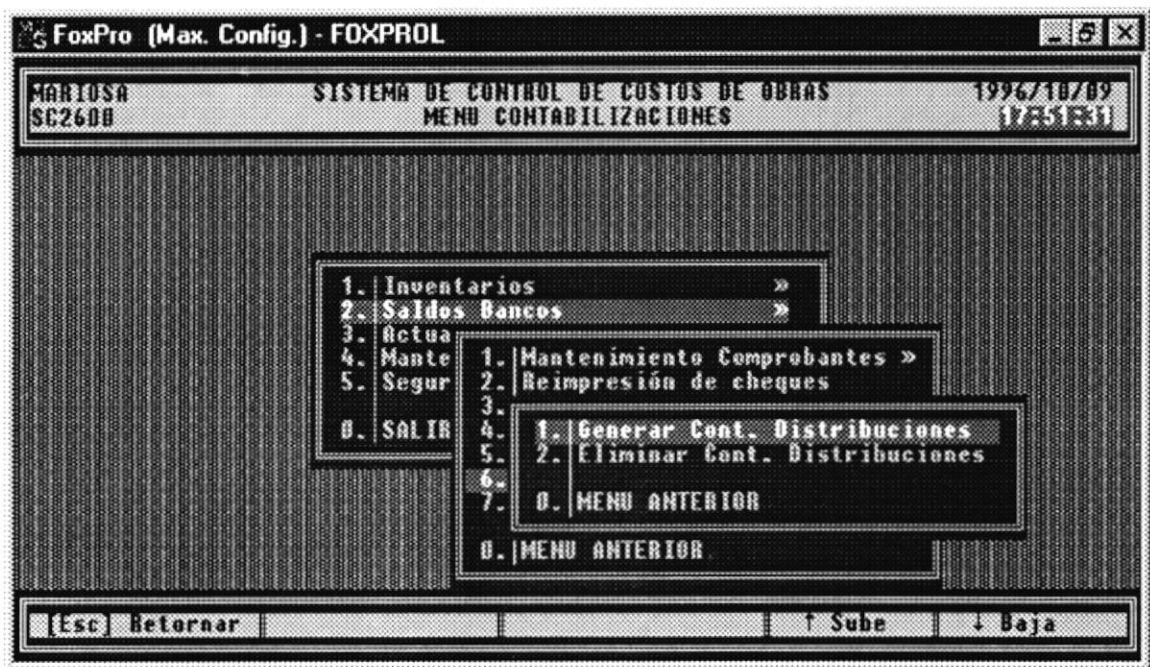 FoxPro (Max. Config.) - FOXPROL
MARIOSA SISTEMA DE CONTROL DE COSTOS DE OBRAS 1996/10/09
SC2600 MENU CONTABILIZACIONES 17:51:31
1. Inventarios »
2. Saldos Bancos »
3. Actua
4. Mante
5. Segur
0. SALIR
1. Mantenimiento Comprobantes »
2. Reimpresión de cheques
3.
4.
5.
6.
7.
0. MENU ANTERIOR
1. Generar Cont. Distribuciones
2. Eliminar Cont. Distribuciones
0. MENU ANTERIOR
[Esc] Retornar ↑ Sube ↓ Baja